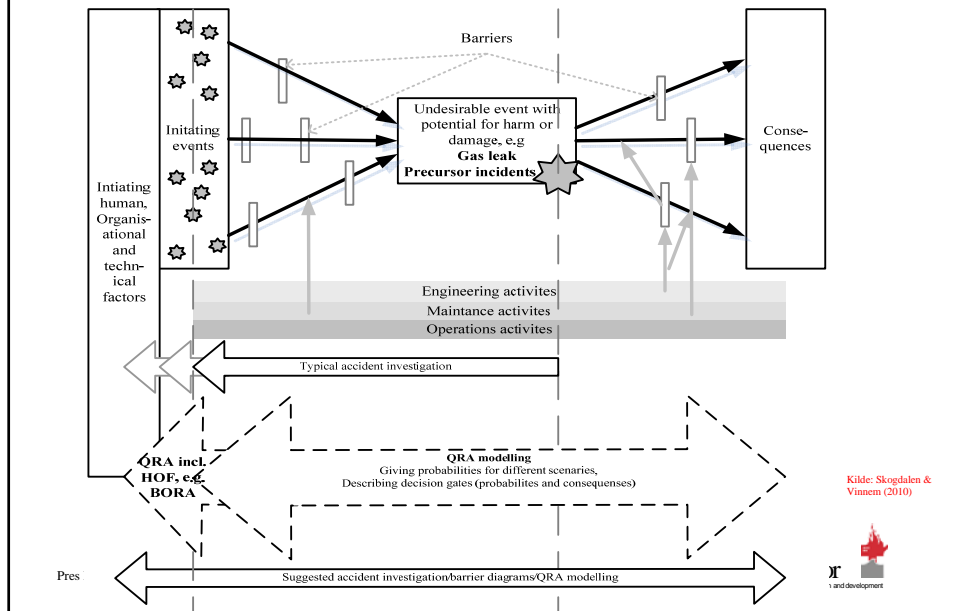 Barriers
Undesirable event with
potential for harm or
damage, e.g
Gas leak
Precursor incidents
Initating
events
Conse-
quences
Intiating
human,
Organis-
ational
and
techn-
ical
factors
Engineering activites
Maintance activites
Operations activites
Typical accident investigation
QRA incl.
HOF, e.g.
BORA
QRA modelling
Giving probabilities for different scenaries,
Describing decision gates (probabilites and consequenses)
Kilde: Skogdalen &
Vinnem (2010)
Pres
Suggested accident investigation/barrier diagrams/QRA modelling
or
n and development